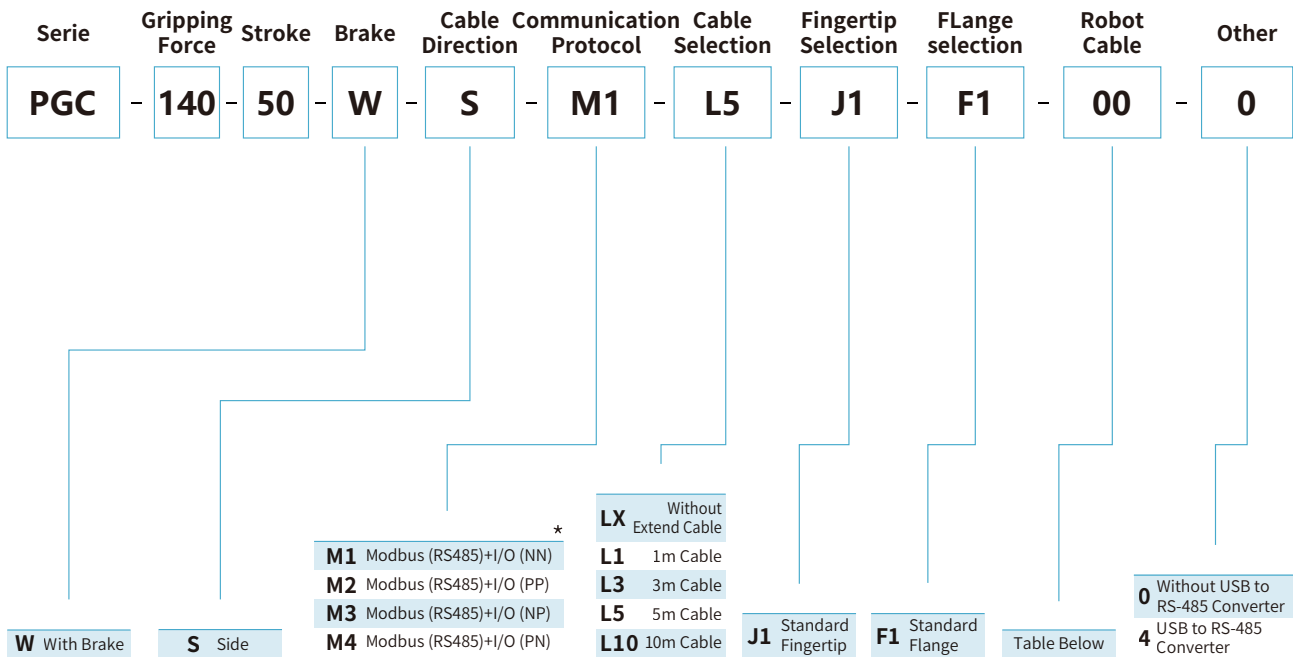 Serie
Gripping
Force
Stroke
Brake
Cable
Direction
Communication
Protocol
Cable
Selection
Fingertip
Selection
FLange
selection
Robot
Cable
Other
PGC - 140 - 50 - W - S - M1 - L5 - J1 - F1 - 00 - 0
W With Brake
S Side
*
M1 Modbus (RS485)+I/O (NN)
M2 Modbus (RS485)+I/O (PP)
M3 Modbus (RS485)+I/O (NP)
M4 Modbus (RS485)+I/O (PN)
LX Without
Extend Cable
L1 1m Cable
L3 3m Cable
L5 5m Cable
L10 10m Cable
J1 Standard
Fingertip
F1 Standard
Flange
Table Below
0 Without USB to
RS-485 Converter
4 USB to RS-485
Converter